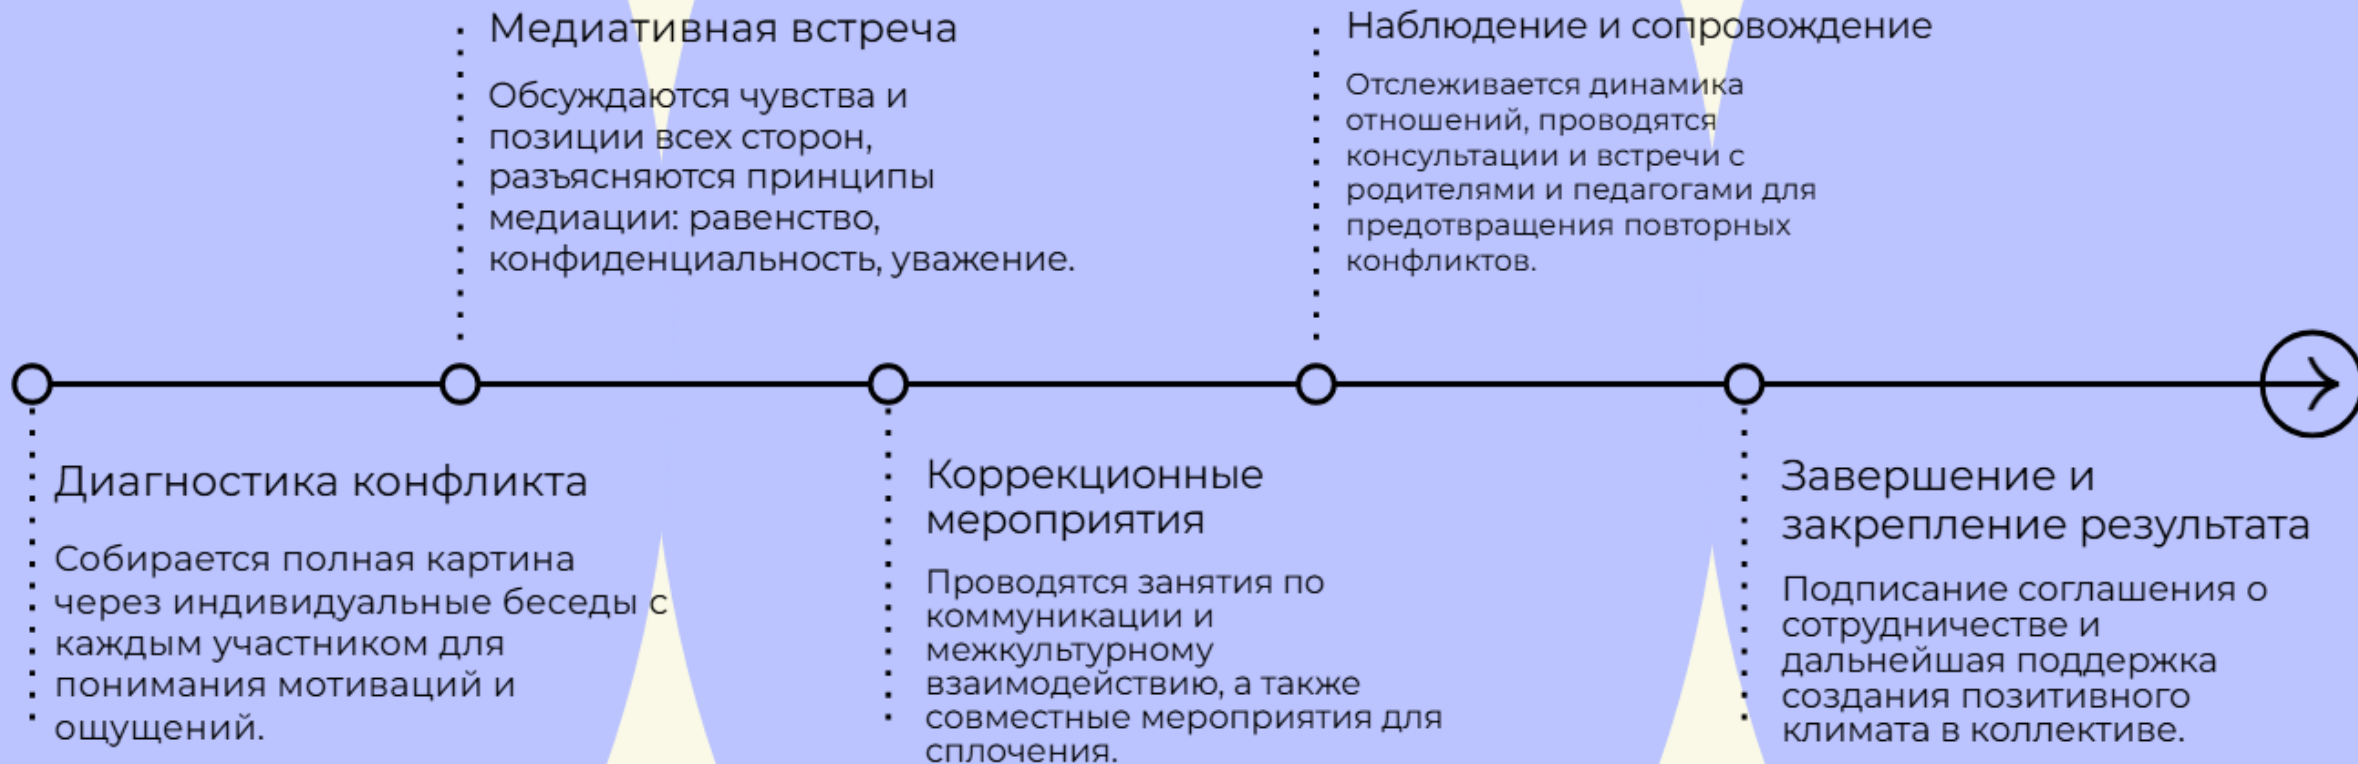 Медиативная встреча
Обсуждаются чувства и
позиции всех сторон,
разъясняются принципы
медиации: равенство,
конфиденциальность, уважение.
Наблюдение и сопровождение
Отслеживается динамика
отношений, проводятся
консультации и встречи с
родителями и педагогами для
предотвращения повторных
конфликтов.
Диагностика конфликта
Собирается полная картина
через индивидуальные беседы с
каждым участником для
понимания мотиваций и
ощущений.
Коррекционные
мероприятия
Проводятся занятия по
коммуникации и
межкультурному
взаимодействию, а также
совместные мероприятия для
сплочения.
Завершение и
закрепление результата
Подписание соглашения о
сотрудничестве и
дальнейшая поддержка
создания позитивного
климата в коллективе.